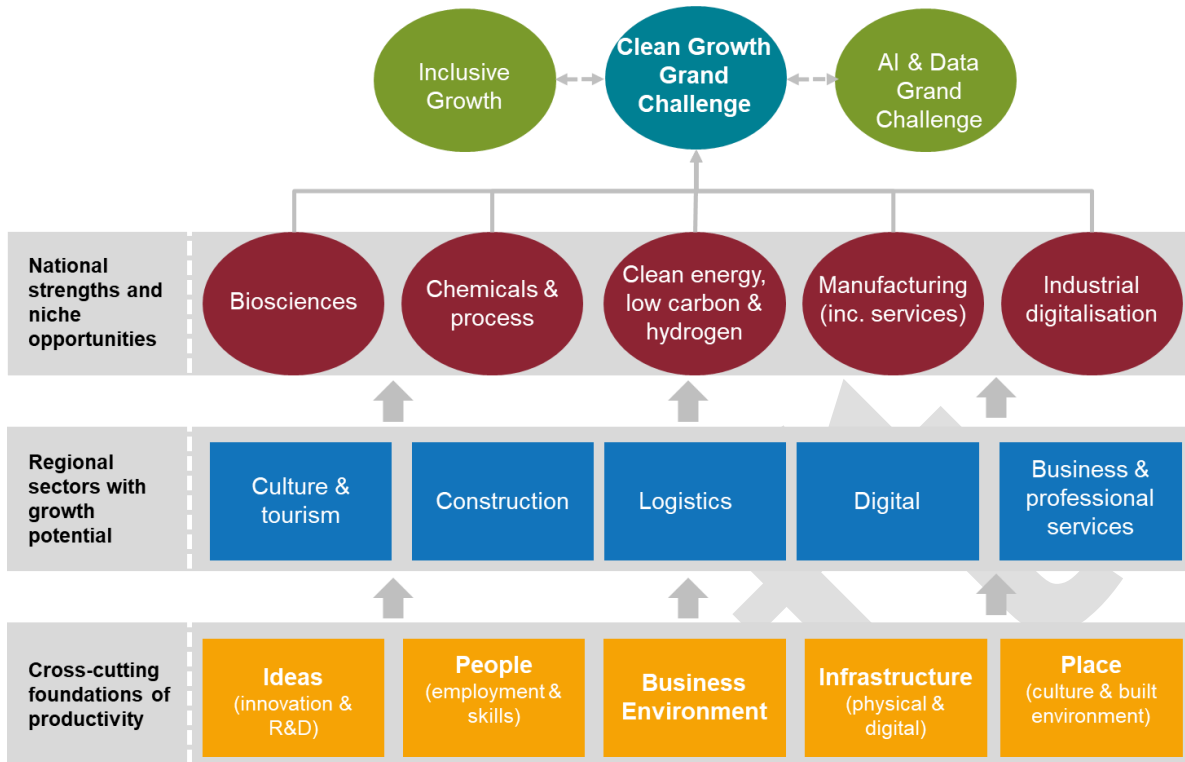 Inclusive
Growth
Clean Growth
Grand
Challenge
AI & Data
Grand
Challenge
National
strengths and
niche
opportunities
Biosciences
Chemicals &
process
Clean energy,
low carbon &
hydrogen
Manufacturing
(inc. services)
Industrial
digitalisation
Regional
sectors with
growth
potential
Culture &
tourism
Construction
Logistics
Digital
Business &
professional
services
Cross-cutting
foundations of
productivity
Ideas
(innovation &
R&D)
People
(employment &
skills)
Business
Environment
Infrastructure
(physical &
digital)
Place
(culture & built
environment)